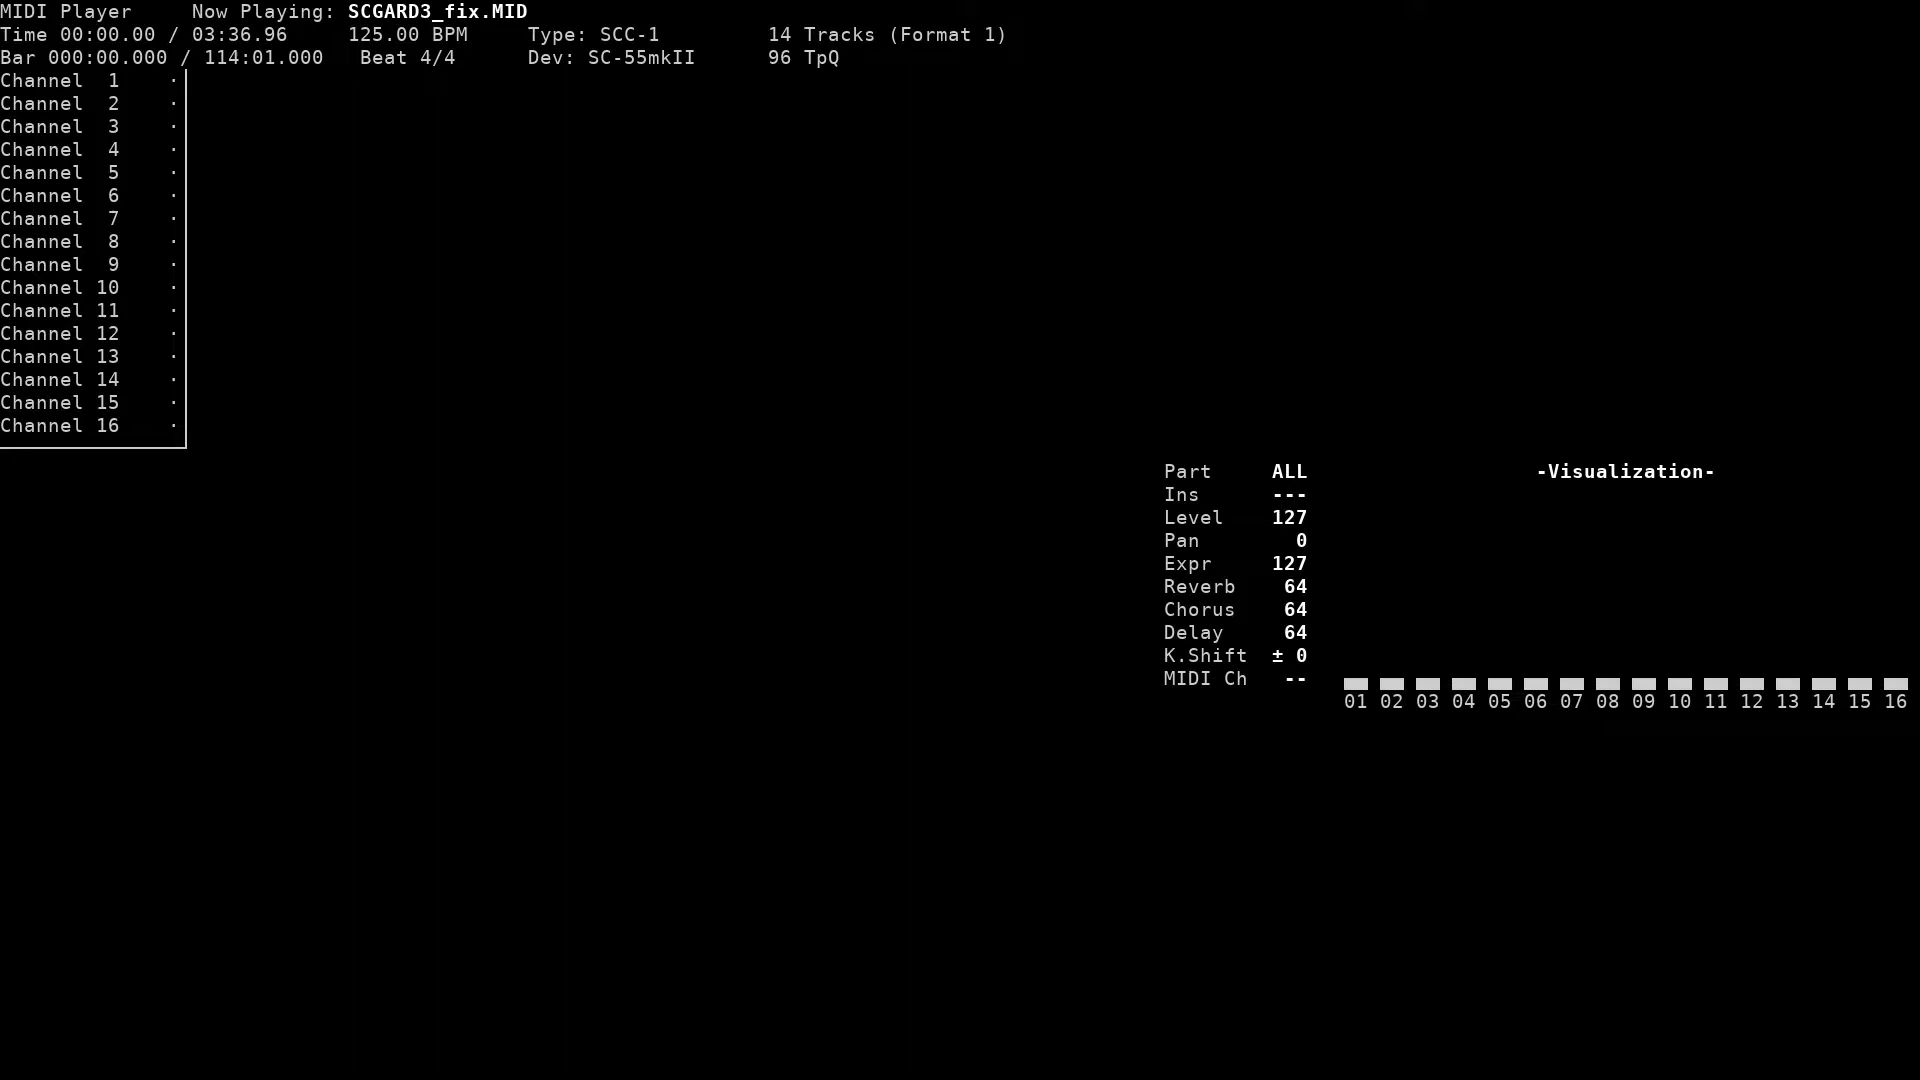 MIDI Player     Now Playing: SCGARD3_fix.MID
Time 00:00.00 / 03:36.96     125.00 BPM     Type: SCC-1         14 Tracks (Format 1)
Bar 000:00.000 / 114:01.000   Beat 4/4      Dev: SC-55mkII      96 TpQ
Channel  1    ·
Channel  2    ·
Channel  3    ·
Channel  4    ·
Channel  5    ·
Channel  6    ·
Channel  7    ·
Channel  8    ·
Channel  9    ·
Channel 10    ·
Channel 11    ·
Channel 12    ·
Channel 13    ·
Channel 14    ·
Channel 15    ·
Channel 16    ·
Part     ALL                   -Visualization-
Ins      ---
Level    127
Pan        0
Expr     127
Reverb    64
Chorus    64
Delay     64
K.Shift  ± 0
MIDI Ch   --
01 02 03 04 05 06 07 08 09 10 11 12 13 14 15 16